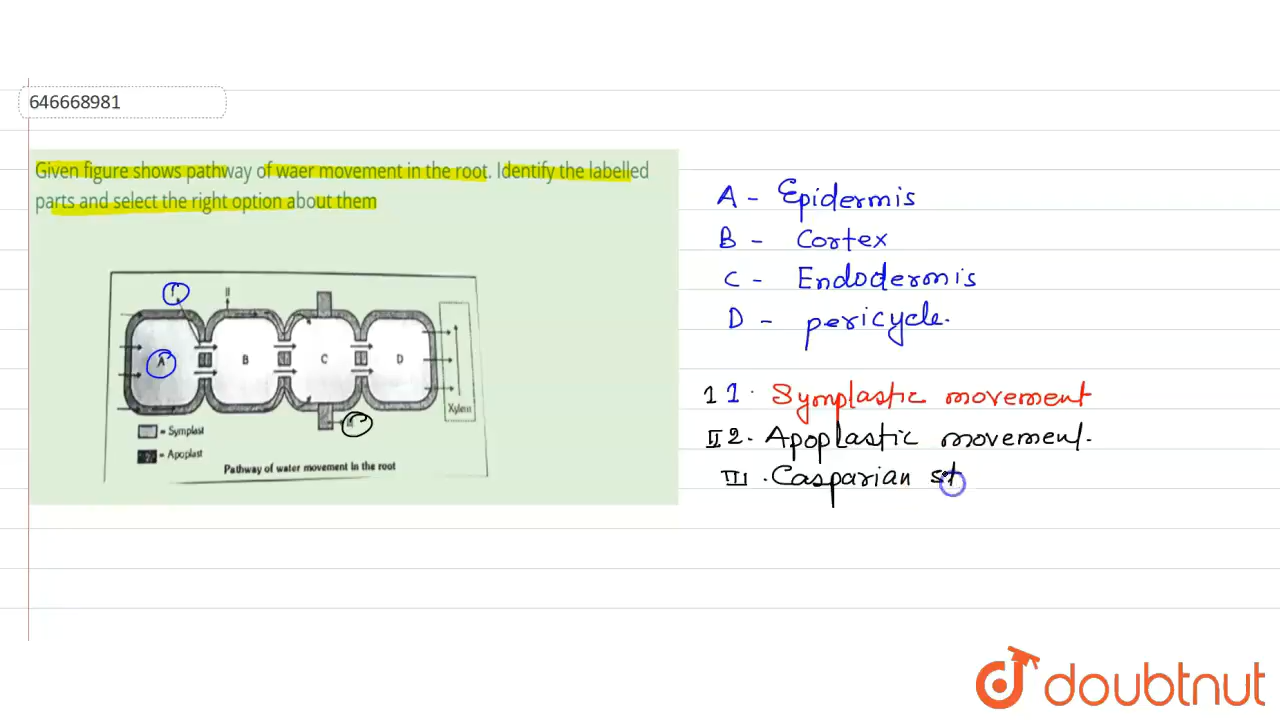 646668981
Given figure shows pathway of waer movement in the root. Identify the labelled
parts and select the right option about them
I
II
A
B
C
D
III
Xylem
= Symplast
= Apoplast
Pathway of water movement in the root
A - Epidermis
B - Cortex
C - Endodermis
D - pericycle.
1 1. Symplastic movement
II 2. Apoplastic movement.
III. Casparian st
doubtnut